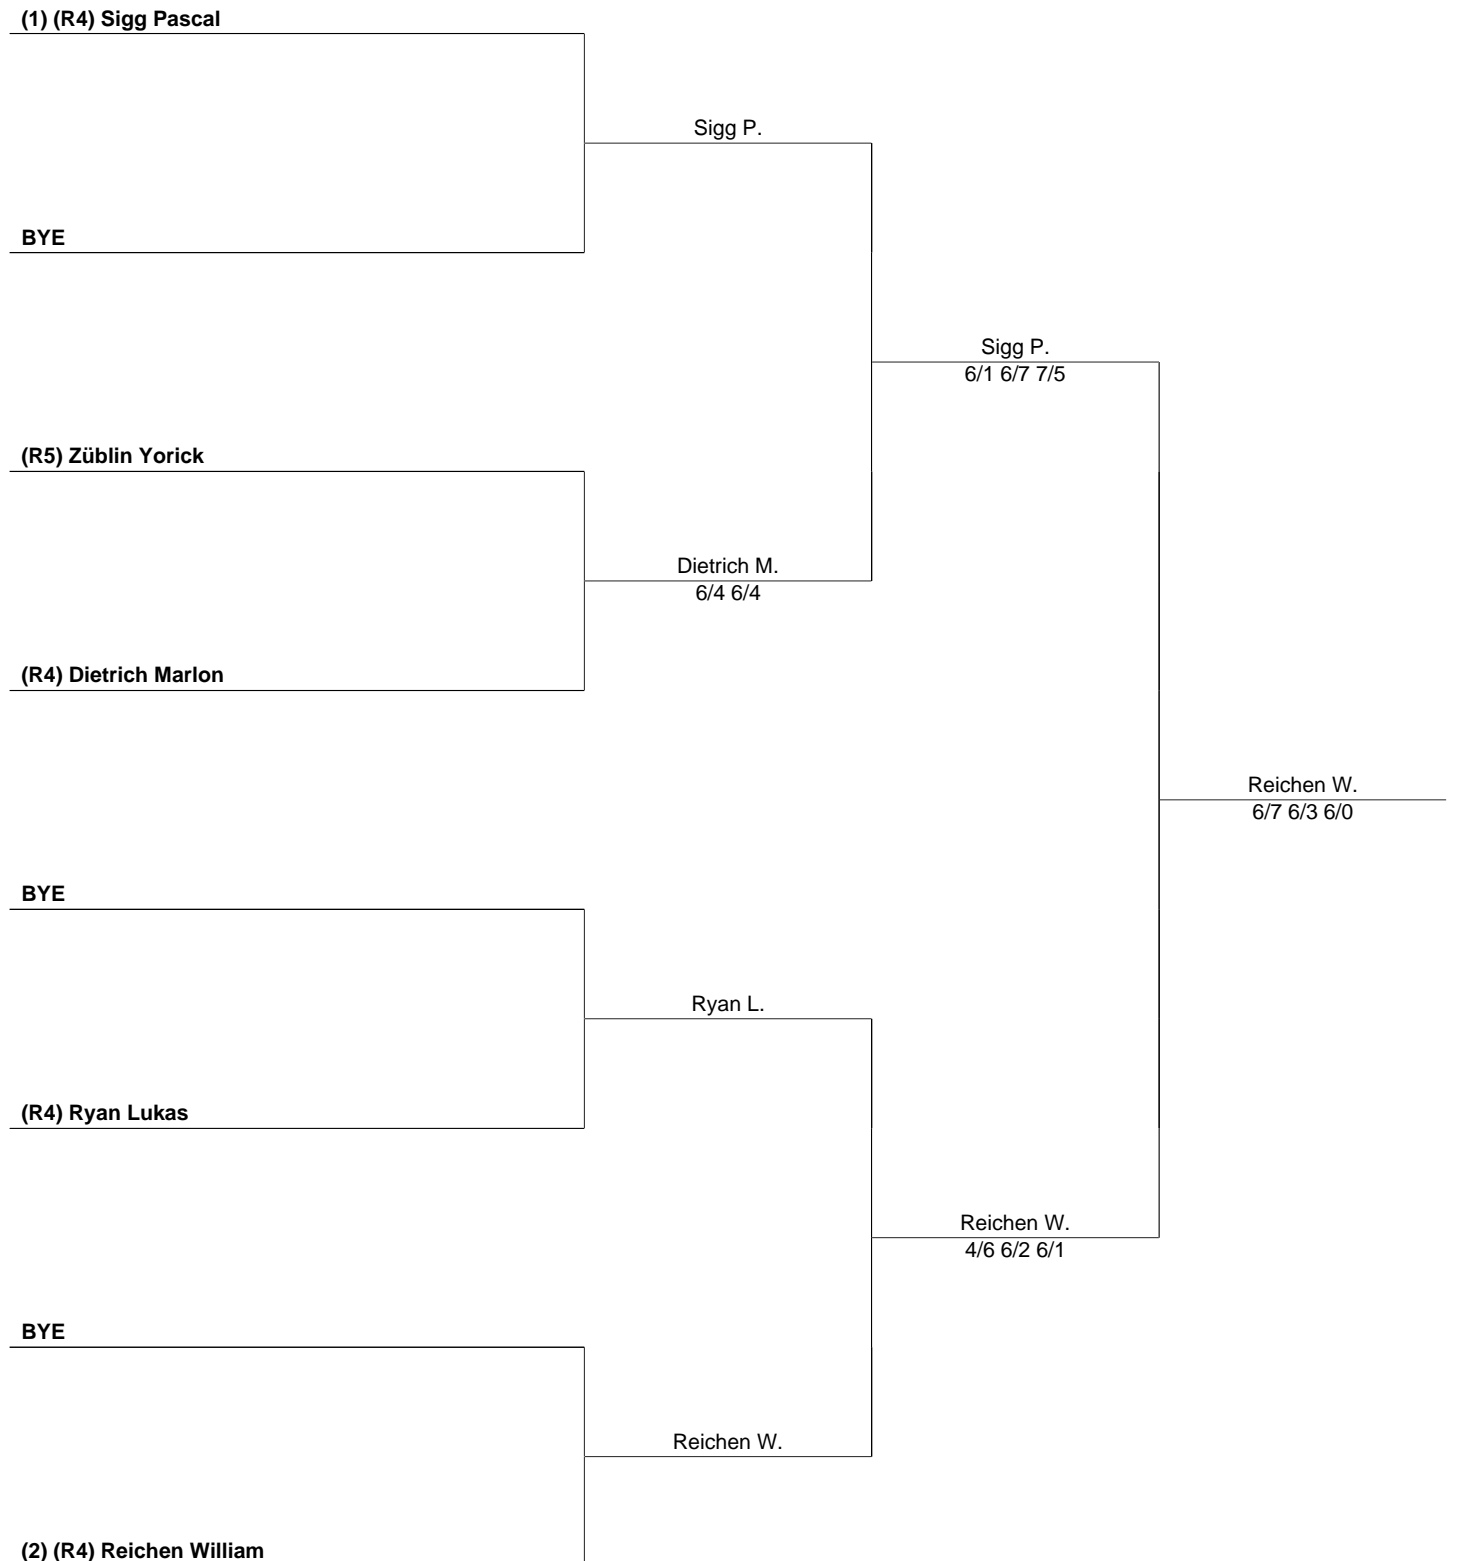 (1) (R4) Sigg Pascal
Sigg P.
BYE
Sigg P.
6/1 6/7 7/5
(R5) Züblin Yorick
Dietrich M.
6/4 6/4
(R4) Dietrich Marlon
Reichen W.
6/7 6/3 6/0
BYE
Ryan L.
(R4) Ryan Lukas
Reichen W.
4/6 6/2 6/1
BYE
Reichen W.
(2) (R4) Reichen William